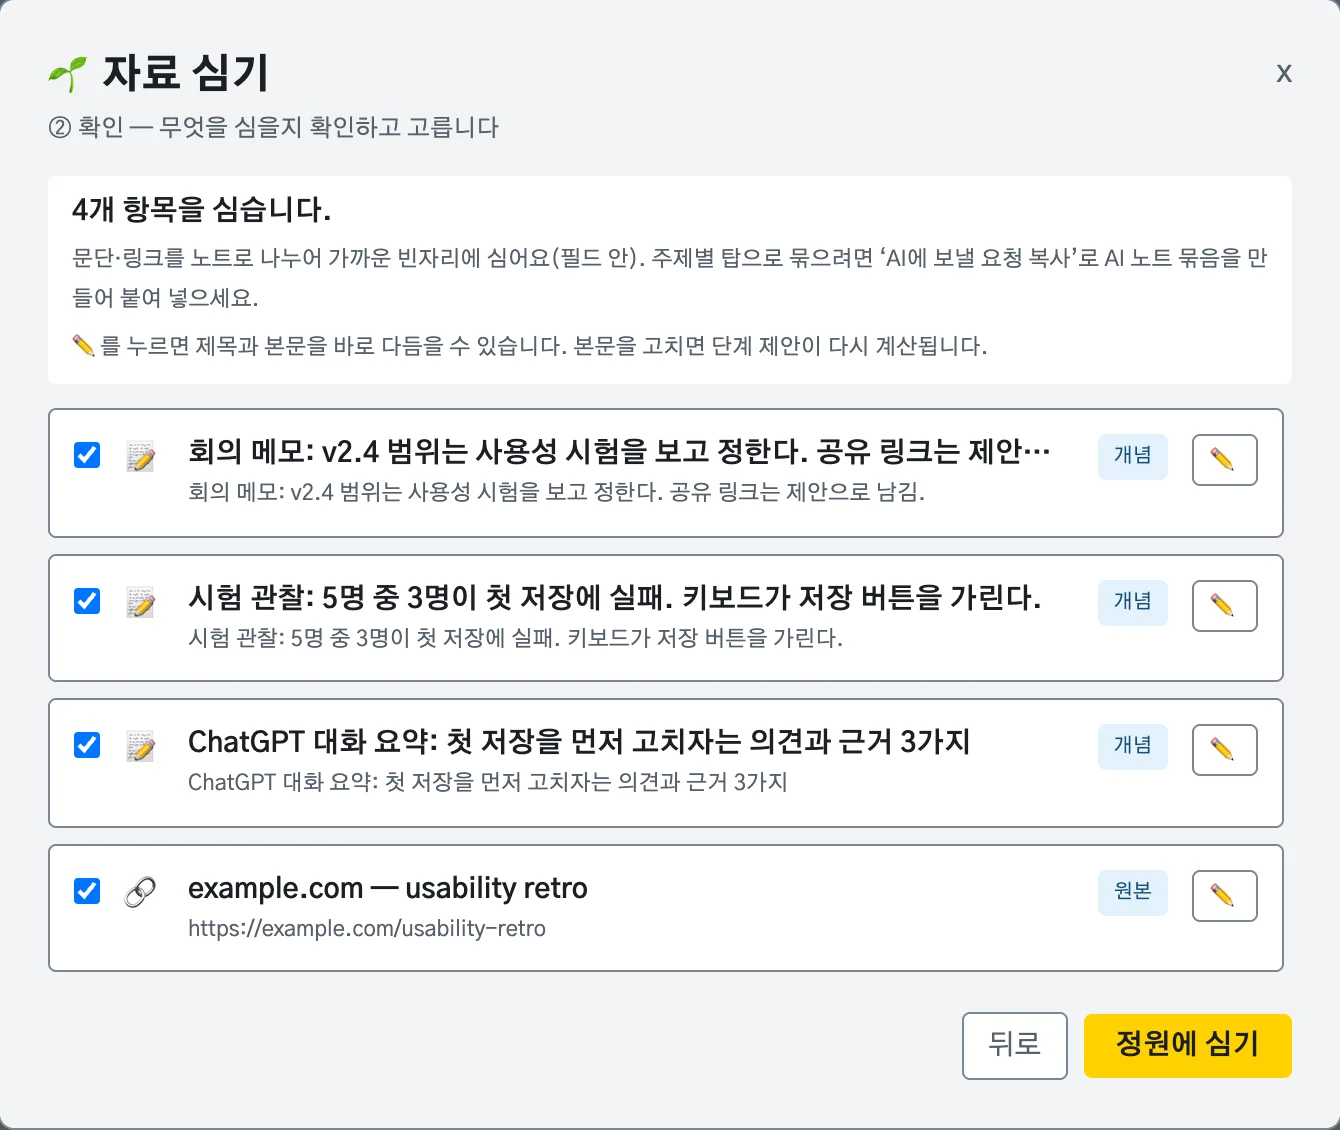 🌱 자료 심기
X
② 확인 — 무엇을 심을지 확인하고 고릅니다
4개 항목을 심습니다.
문단·링크를 노트로 나누어 가까운 빈자리에 심어요(필드 안). 주제별 탑으로 묶으려면 ‘AI에 보낼 요청 복사’로 AI 노트 묶음을 만
들어 붙여 넣으세요.
✏️ 를 누르면 제목과 본문을 바로 다듬을 수 있습니다. 본문을 고치면 단계 제안이 다시 계산됩니다.
회의 메모: v2.4 범위는 사용성 시험을 보고 정한다. 공유 링크는 제안…
개념
회의 메모: v2.4 범위는 사용성 시험을 보고 정한다. 공유 링크는 제안으로 남김.
시험 관찰: 5명 중 3명이 첫 저장에 실패. 키보드가 저장 버튼을 가린다.
개념
시험 관찰: 5명 중 3명이 첫 저장에 실패. 키보드가 저장 버튼을 가린다.
ChatGPT 대화 요약: 첫 저장을 먼저 고치자는 의견과 근거 3가지
개념
ChatGPT 대화 요약: 첫 저장을 먼저 고치자는 의견과 근거 3가지
example.com — usability retro
원본
https://example.com/usability-retro
뒤로
정원에 심기